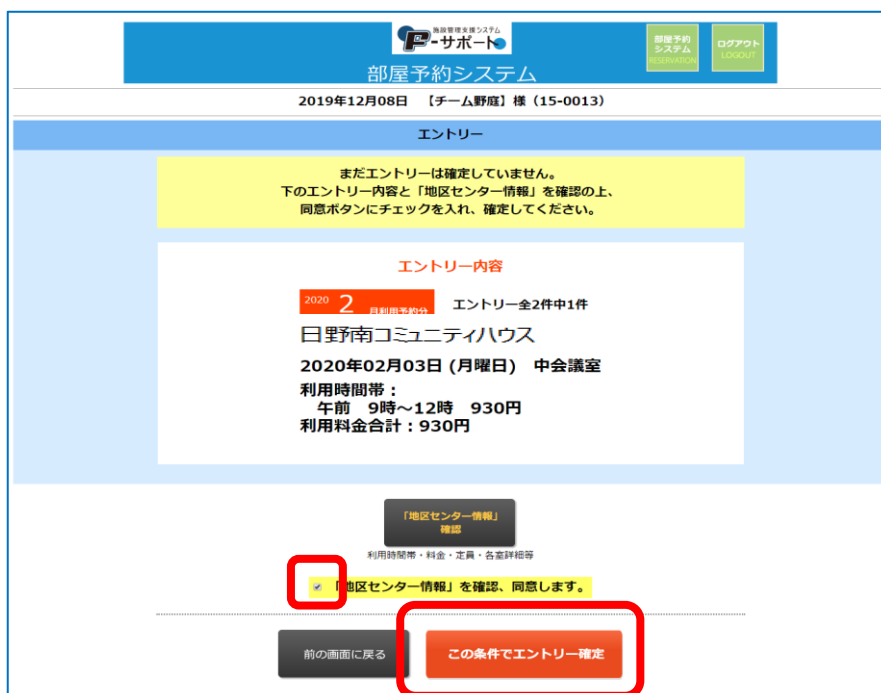 施設管理支援システム
F-サポート
部屋予約システム
部屋予約
システム
RESERVATION
ログアウト
LOGOUT
2019年12月08日 【チーム野庭】様（15-0013）
エントリー
まだエントリーは確定していません。
下のエントリー内容と「地区センター情報」を確認の上、
同意ボタンにチェックを入れ、確定してください。
エントリー内容
2020 2 月利用予約分 エントリー全2件中1件
日野南コミュニティハウス
2020年02月03日 (月曜日) 中会議室
利用時間帯：
午前 9時～12時 930円
利用料金合計：930円
「地区センター情報」
確認
利用時間帯・料金・定員・各室詳細等
「地区センター情報」を確認、同意します。
前の画面に戻る
この条件でエントリー確定